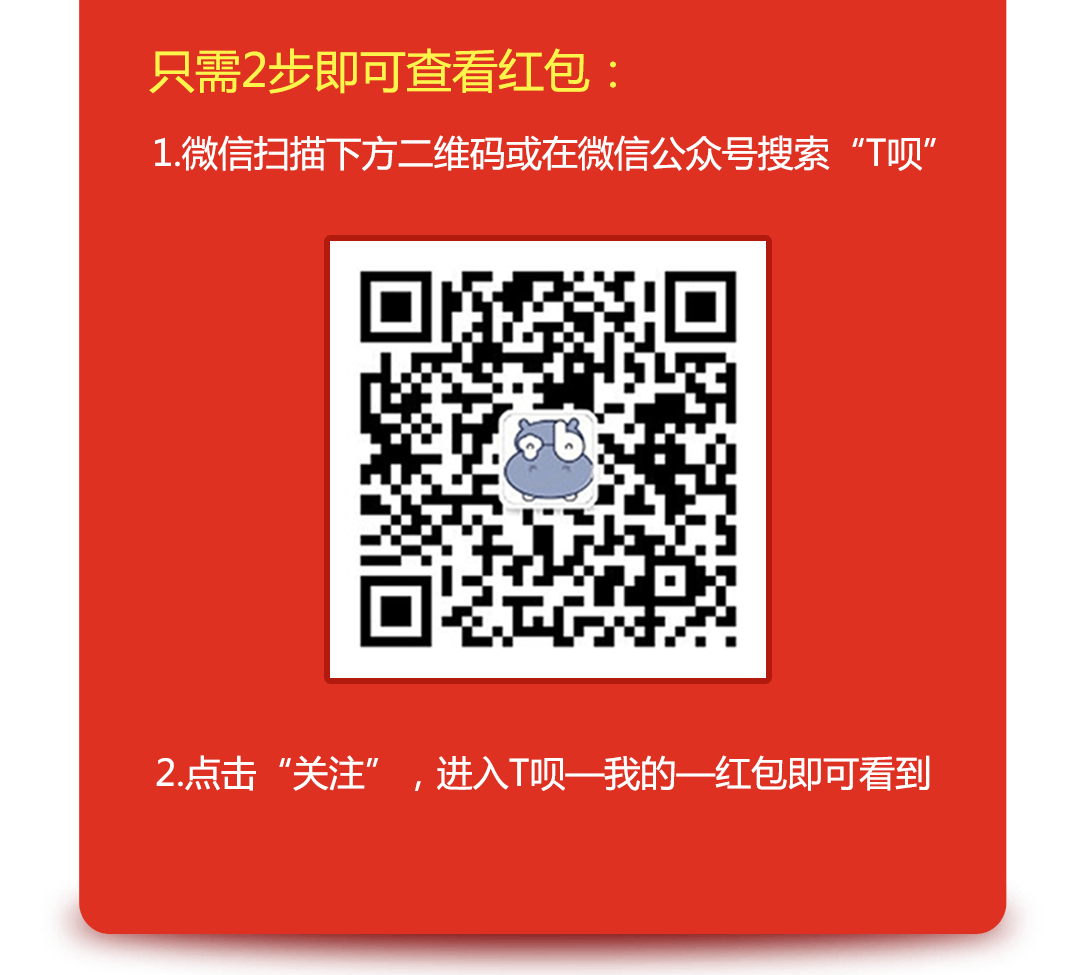 只需2步即可查看红包：
1.微信扫描下方二维码或在微信公众号搜索“T呗”
2.点击“关注”，进入T呗—我的—红包即可看到